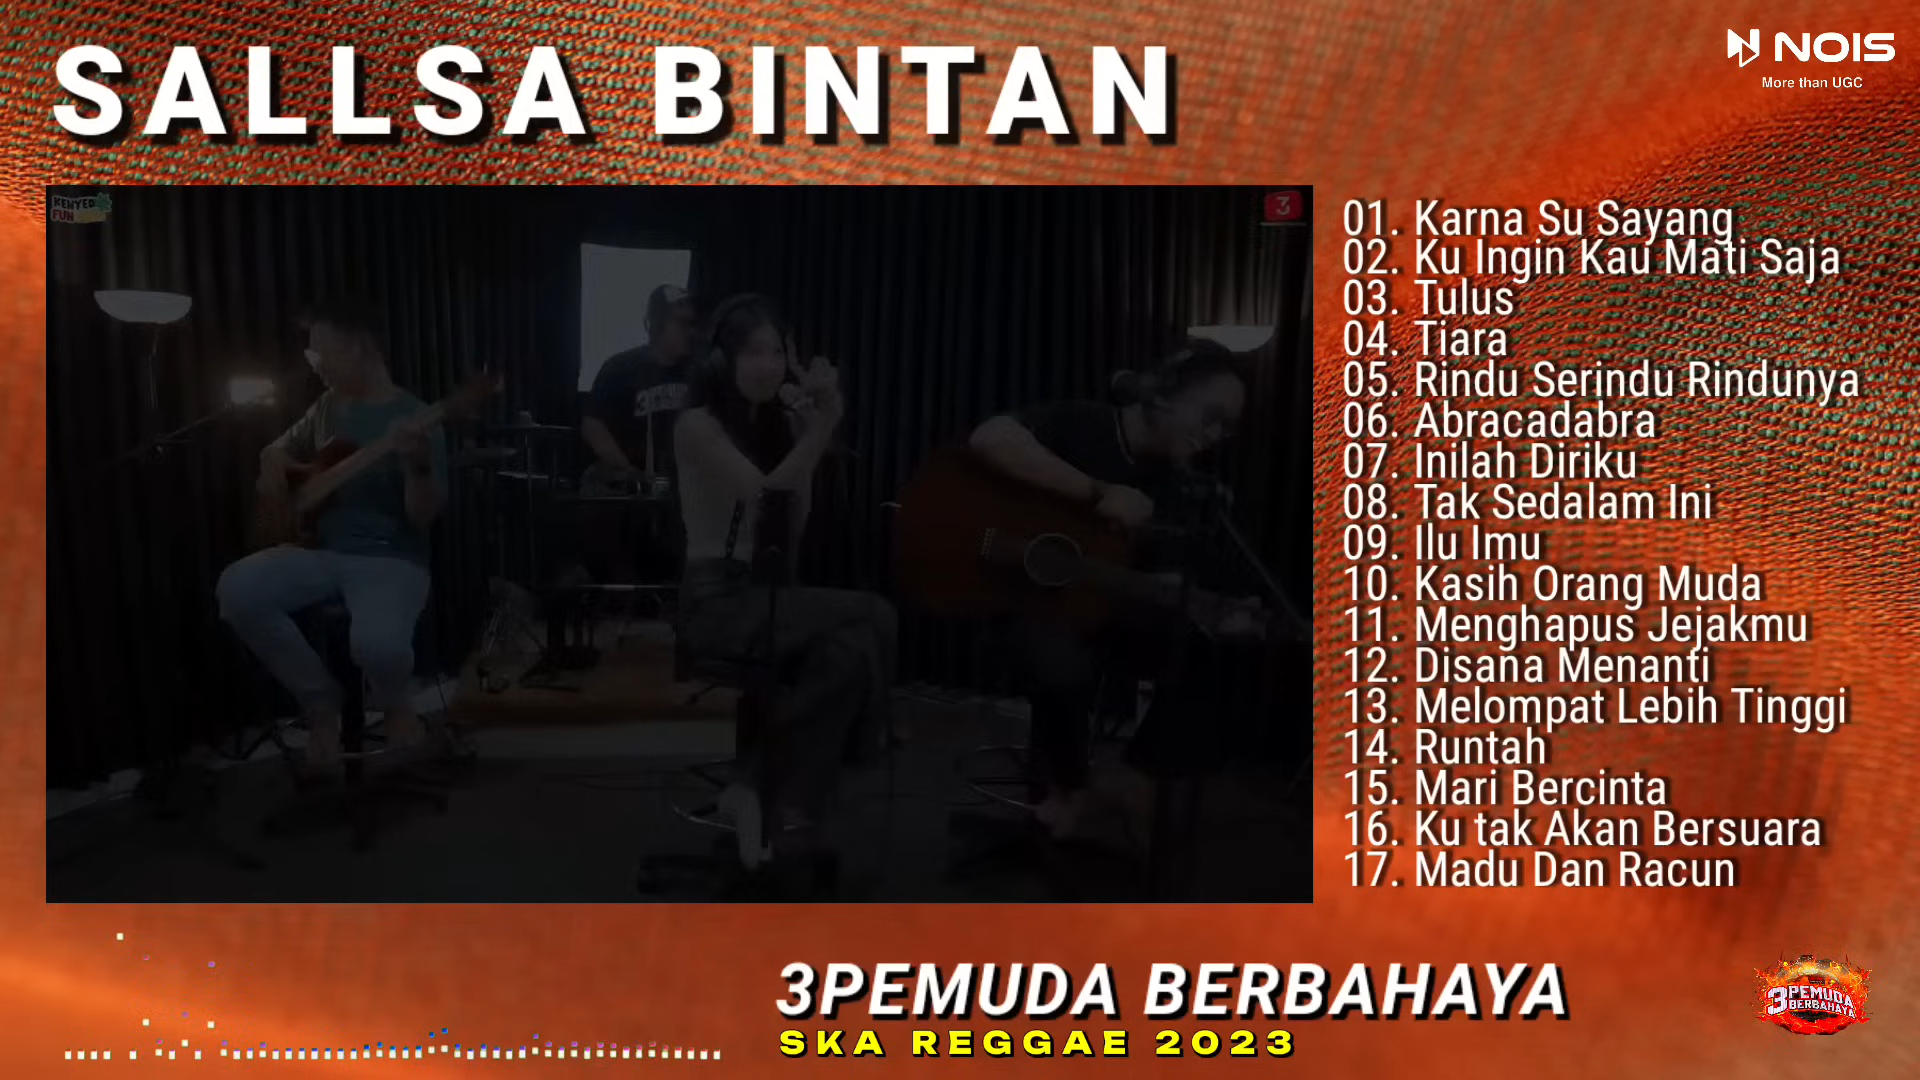 SALLSA BINTAN
NOIS
More than UGC
KENYED
FUN
3
01. Karna Su Sayang
02. Ku Ingin Kau Mati Saja
03. Tulus
04. Tiara
05. Rindu Serindu Rindunya
06. Abracadabra
07. Inilah Diriku
08. Tak Sedalam Ini
09. Ilu Imu
10. Kasih Orang Muda
11. Menghapus Jejakmu
12. Disana Menanti
13. Melompat Lebih Tinggi
14. Runtah
15. Mari Bercinta
16. Ku tak Akan Bersuara
17. Madu Dan Racun
3PEMUDA BERBAHAYA
SKA REGGAE 2023
3PEMUDA
BERBAHAYA